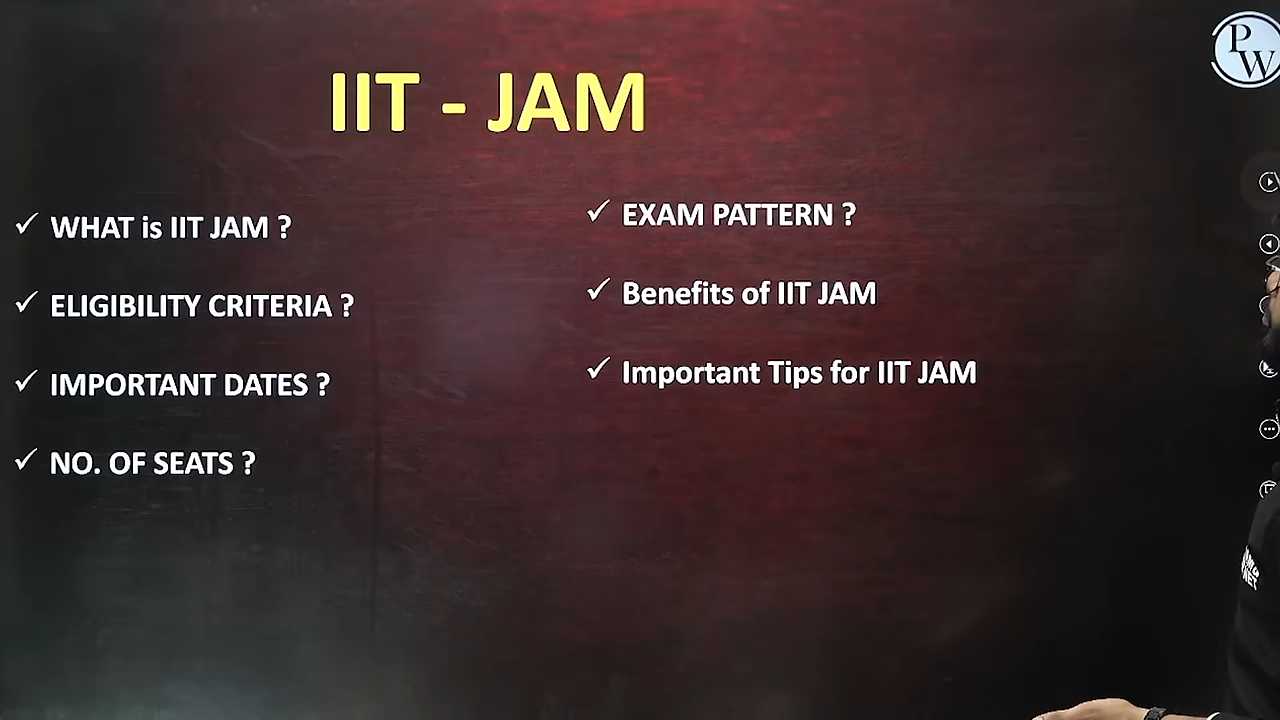 PW
IIT - JAM
WHAT is IIT JAM ?
ELIGIBILITY CRITERIA ?
IMPORTANT DATES ?
NO. OF SEATS ?
EXAM PATTERN ?
Benefits of IIT JAM
Important Tips for IIT JAM